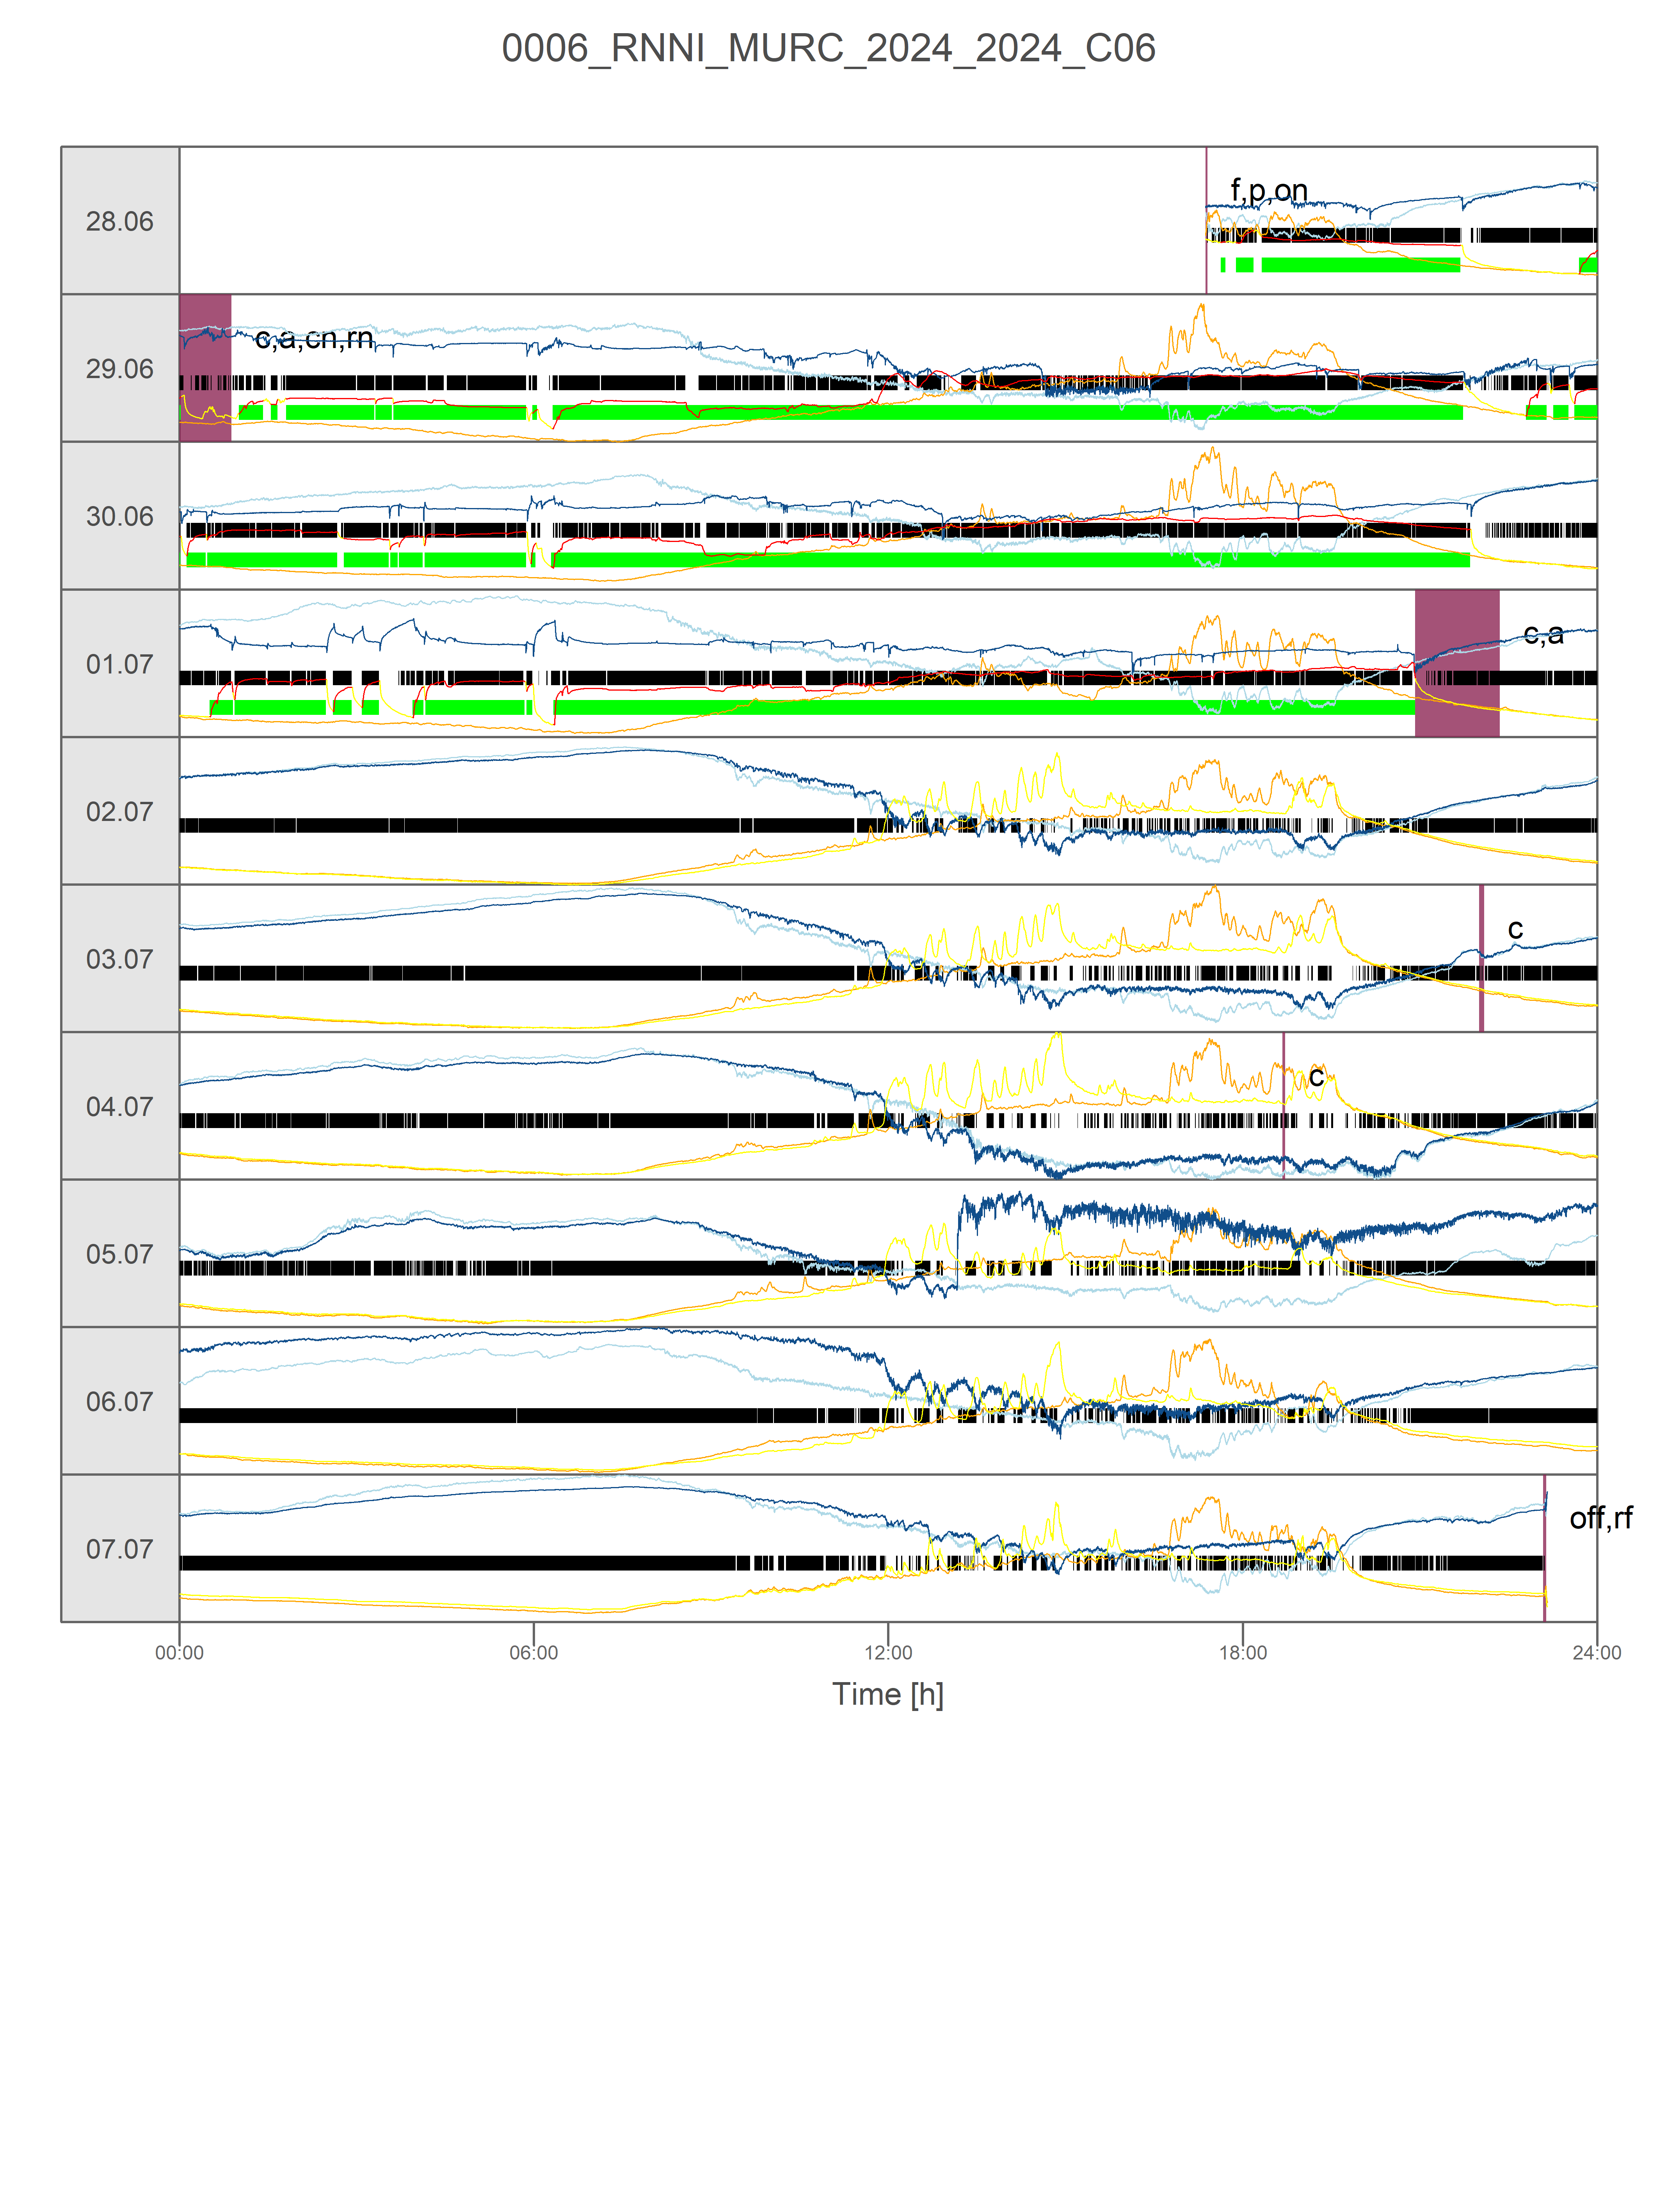 0006_RNNI_MURC_2024_2024_C06
28.06
f,p,on
29.06
c,a,cn,rn
30.06
01.07
c,a
02.07
03.07
c
04.07
c
05.07
06.07
07.07
off,rf
00:00 06:00 12:00 18:00 24:00
Time [h]